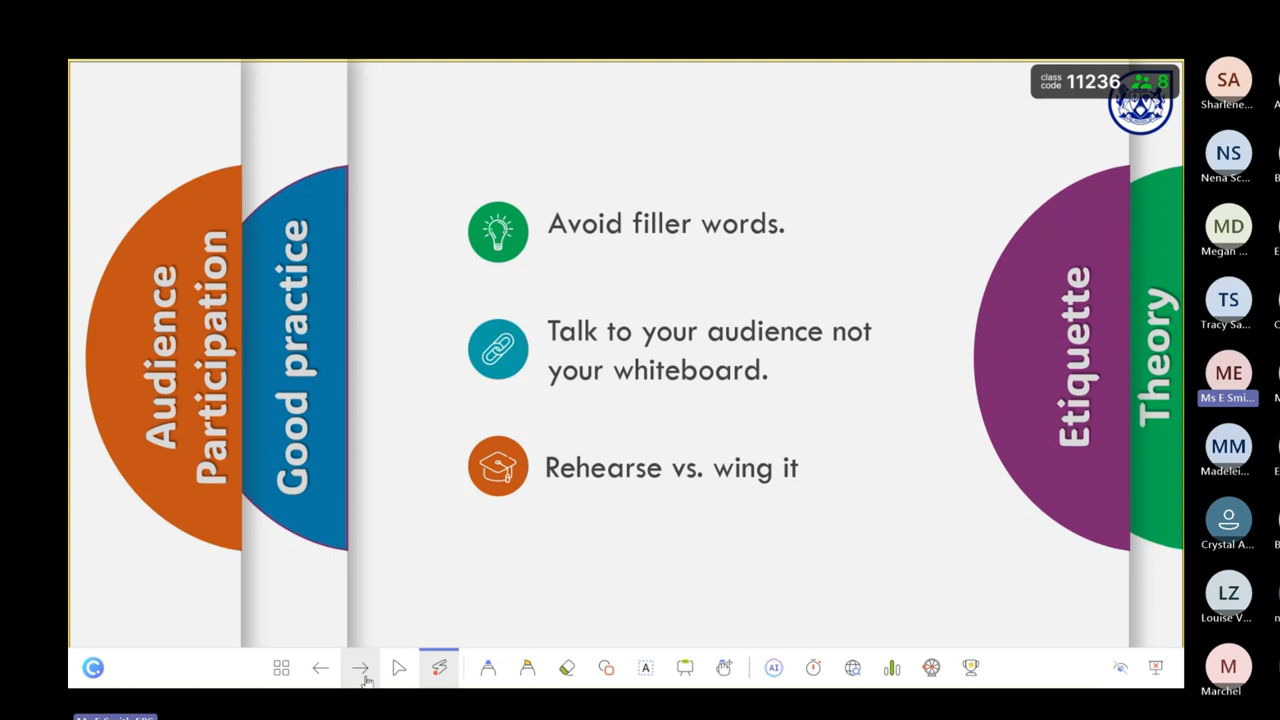 class
code 11236 8
Audience
Participation
Good practice
Avoid filler words.
Talk to your audience not
your whiteboard.
Rehearse vs. wing it
Etiquette
Theory
SA
Sharlene...
NS
Nena Sc...
MD
Megan ...
TS
Tracy Sa...
ME
Ms E Smi...
MM
Madelei...
Crystal A...
LZ
Louise V...
M
Marchel
A
AI